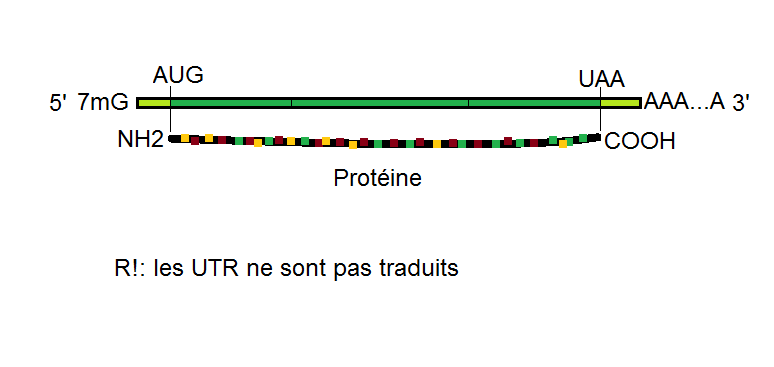 AUG UAA
5' 7mG AAA...A 3'
NH2 COOH
Protéine
R!: les UTR ne sont pas traduits